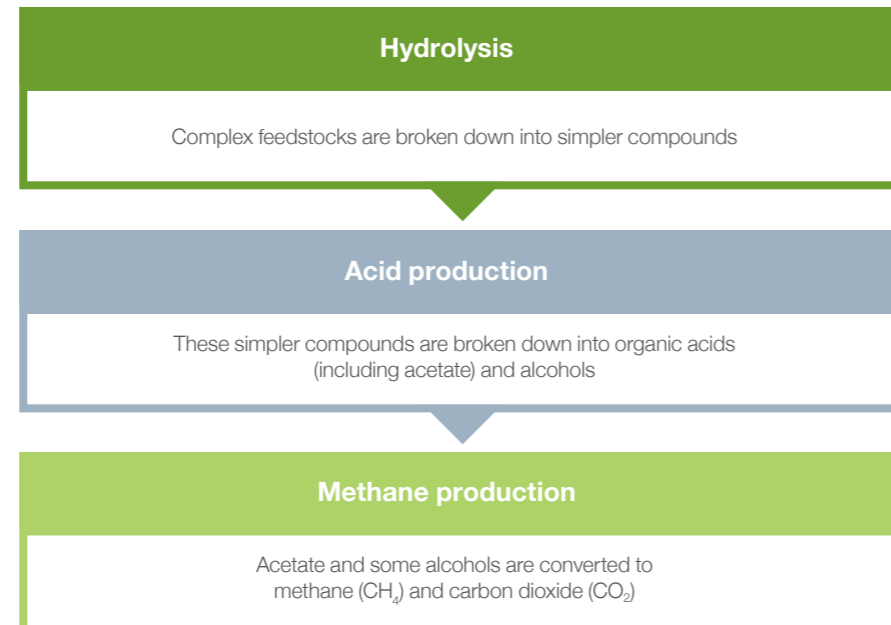 Hydrolysis
Complex feedstocks are broken down into simpler compounds
Acid production
These simpler compounds are broken down into organic acids
(including acetate) and alcohols
Methane production
Acetate and some alcohols are converted to
methane (CH₄) and carbon dioxide (CO₂)